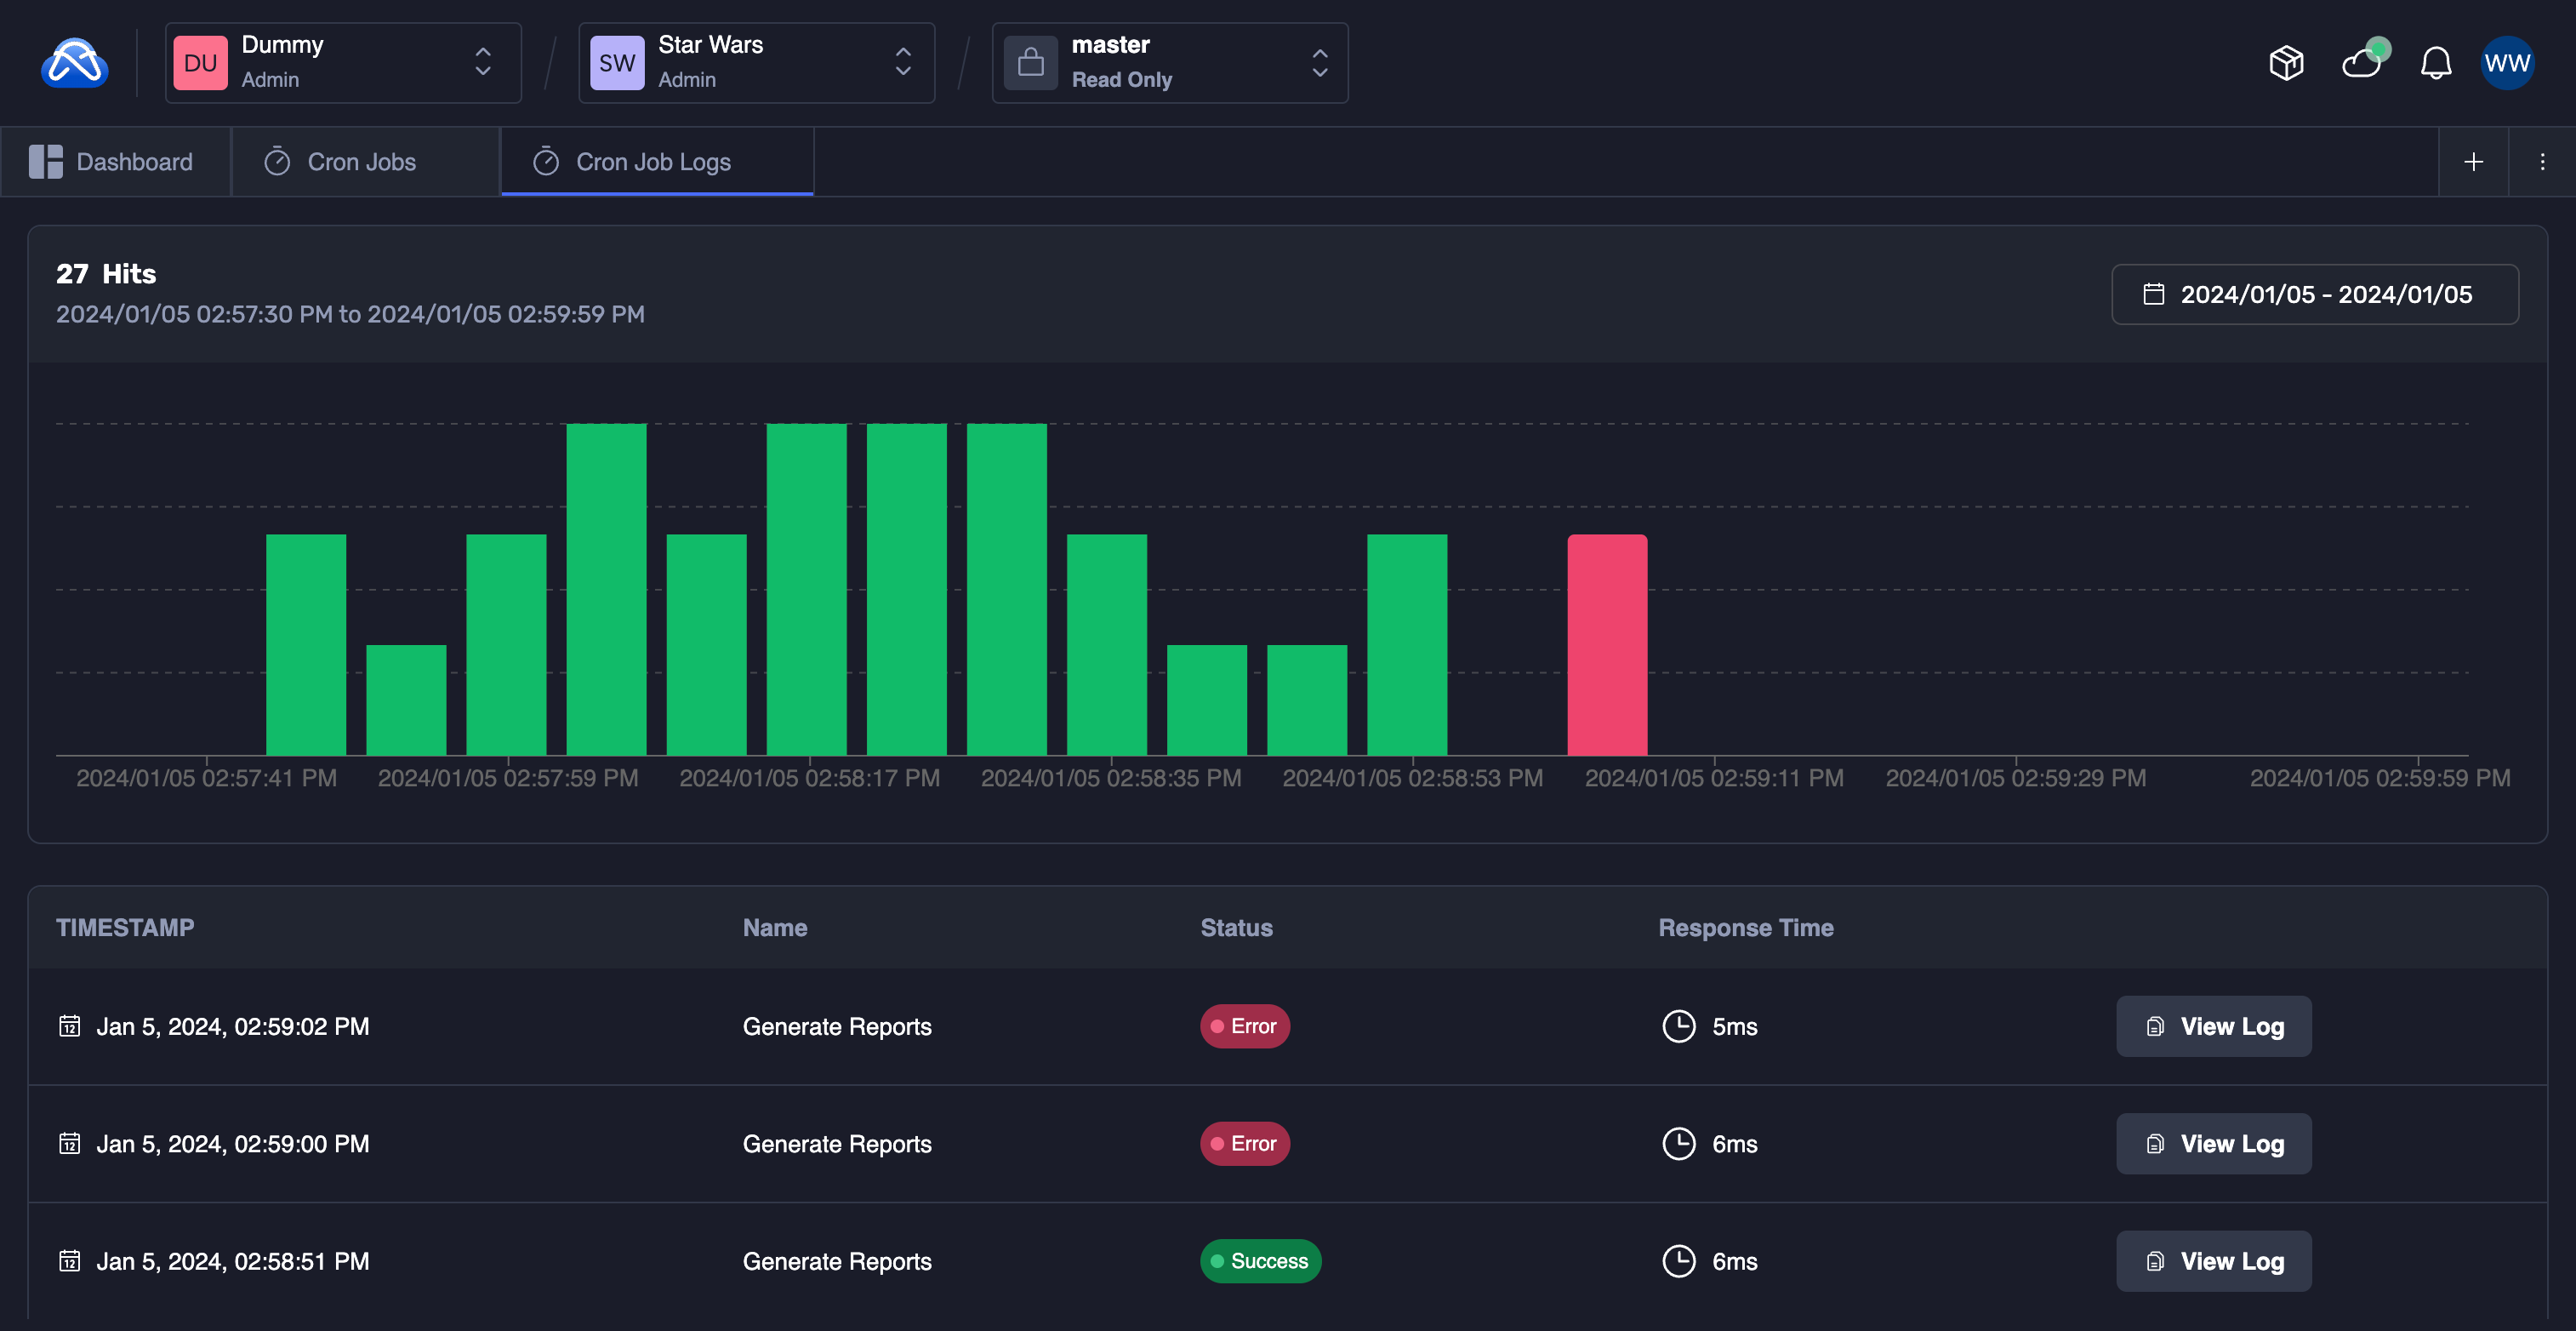 DU Dummy Admin
SW Star Wars Admin
master Read Only
WW
Dashboard
Cron Jobs
Cron Job Logs
27 Hits
2024/01/05 02:57:30 PM to 2024/01/05 02:59:59 PM
2024/01/05 - 2024/01/05
2024/01/05 02:57:41 PM
2024/01/05 02:57:59 PM
2024/01/05 02:58:17 PM
2024/01/05 02:58:35 PM
2024/01/05 02:58:53 PM
2024/01/05 02:59:11 PM
2024/01/05 02:59:29 PM
2024/01/05 02:59:59 PM
TIMESTAMP Name Status Response Time
12 Jan 5, 2024, 02:59:02 PM Generate Reports Error 5ms View Log
12 Jan 5, 2024, 02:59:00 PM Generate Reports Error 6ms View Log
12 Jan 5, 2024, 02:58:51 PM Generate Reports Success 6ms View Log